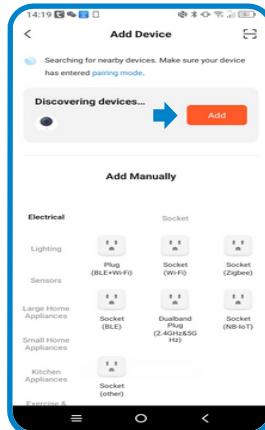 14:19
Add Device
Searching for nearby devices. Make sure your device
has entered pairing mode.
Discovering devices...
Add
Add Manually
Electrical
Socket
Lighting
Plug
(BLE+Wi-Fi)
Socket
(Wi-Fi)
Socket
(Zigbee)
Sensors
Large Home
Appliances
Socket
(BLE)
Dualband
Plug
(2.4GHz&5G
Hz)
Socket
(NB-IoT)
Small Home
Appliances
Kitchen
Appliances
Socket
(other)
Exercise &